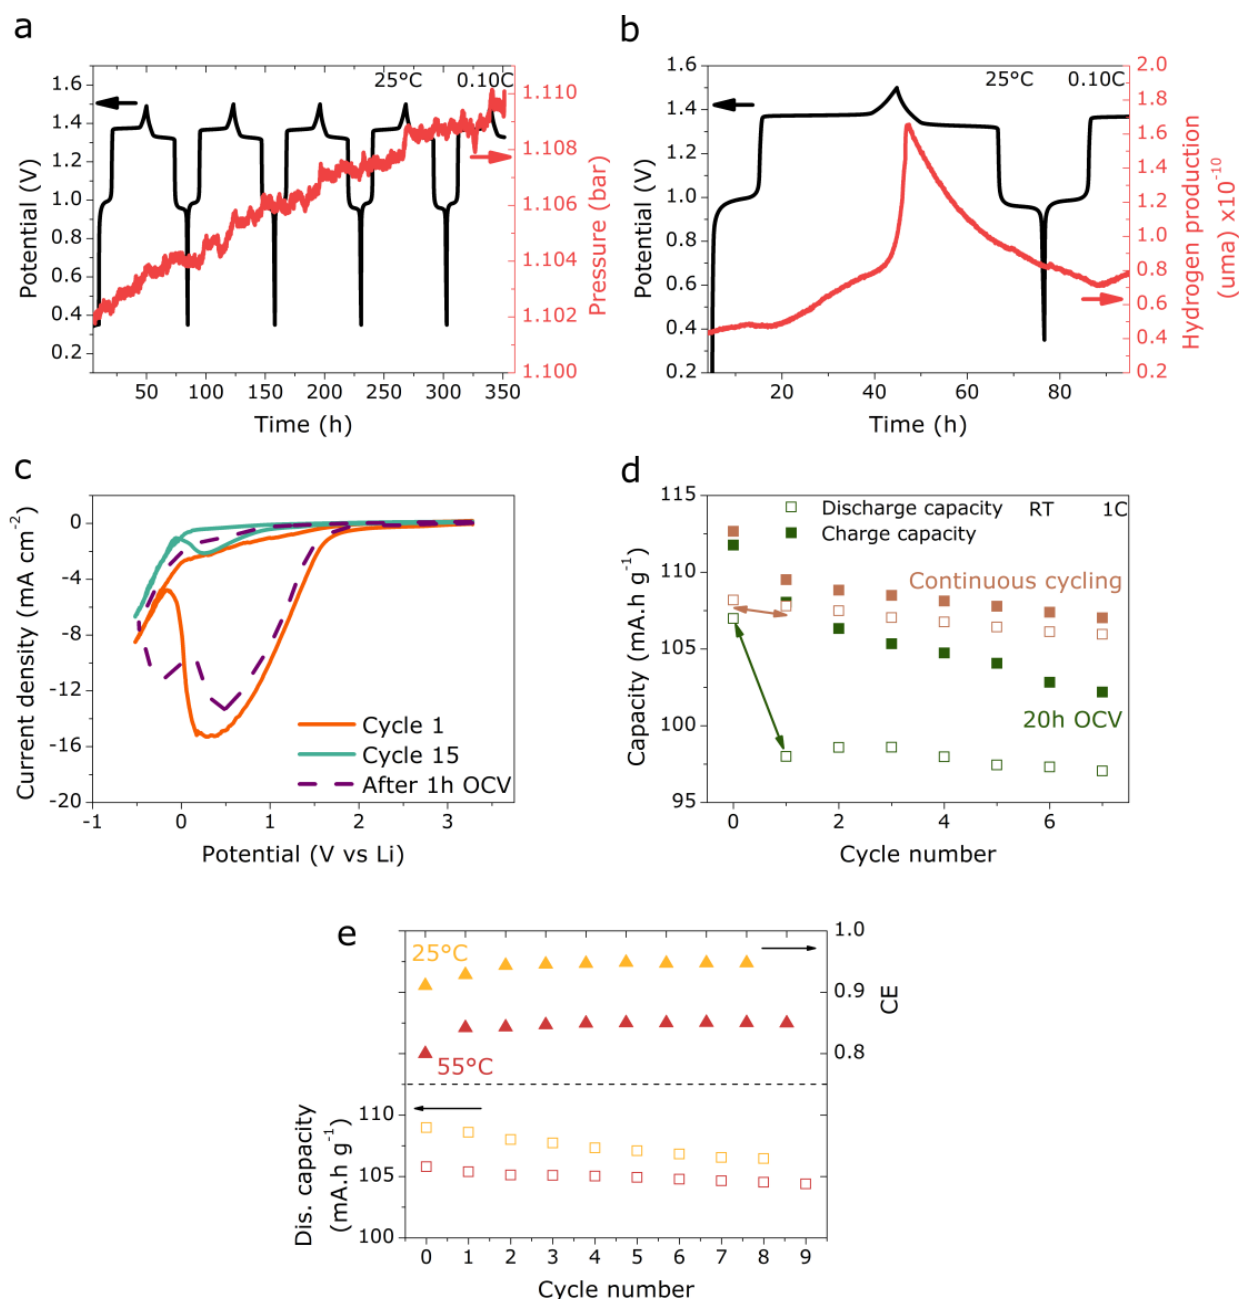 a
25°C 0.10C
1.6
1.4
1.2
1.0
0.8
0.6
0.4
0.2
Potential (V)
50 100 150 200 250 300 350
Time (h)
1.110
1.108
1.106
1.104
1.102
1.100
Pressure (bar)
b
25°C 0.10C
1.6
1.4
1.2
1.0
0.8
0.6
0.4
0.2
Potential (V)
20 40 60 80
Time (h)
2.0
1.8
1.6
1.4
1.2
1.0
0.8
0.6
0.4
0.2
Hydrogen production
(uma) x10⁻¹⁰
c
0
-4
-8
-12
-16
-20
Current density (mA cm⁻²)
Cycle 1
Cycle 15
After 1h OCV
-1 0 1 2 3
Potential (V vs Li)
d
115
110
105
100
95
Capacity (mA.h g⁻¹)
Discharge capacity RT 1C
Charge capacity
Continuous cycling
20h OCV
0 2 4 6
Cycle number
e
25°C
55°C
1.0
0.9
0.8
CE
110
105
100
Dis. capacity
(mA.h g⁻¹)
0 1 2 3 4 5 6 7 8 9
Cycle number